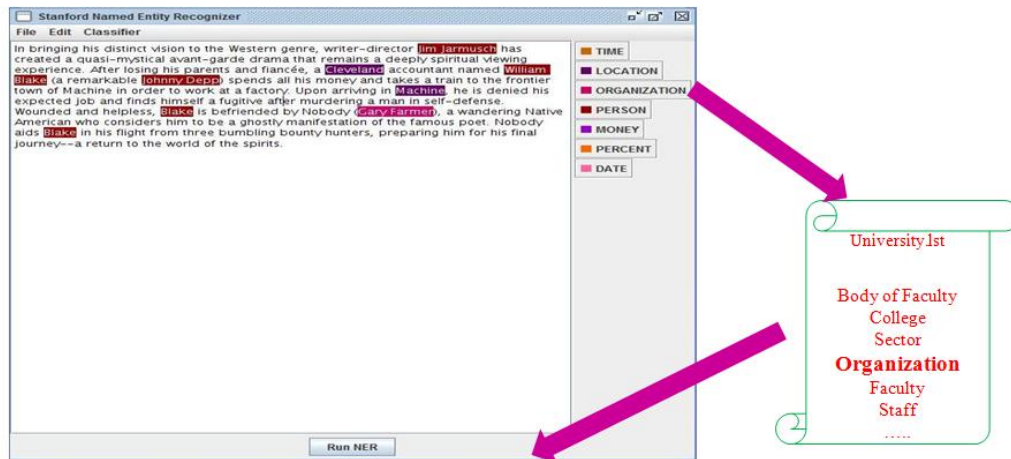 Stanford Named Entity Recognizer
File Edit Classifier
In bringing his distinct vision to the Western genre, writer-director Jim Jarmusch has
created a quasi-mystical avant-garde drama that remains a deeply spiritual viewing
experience. After losing his parents and fiancée, a Cleveland accountant named William
Blake (a remarkable Johnny Depp) spends all his money and takes a train to the frontier
town of Machine in order to work at a factory. Upon arriving in Machine, he is denied his
expected job and finds himself a fugitive after murdering a man in self-defense.
Wounded and helpless, Blake is befriended by Nobody (Gary Farmer), a wandering Native
American who considers him to be a ghostly manifestation of the famous poet. Nobody
aids Blake in his flight from three bumbling bounty hunters, preparing him for his final
journey--a return to the world of the spirits.
TIME
LOCATION
ORGANIZATION
PERSON
MONEY
PERCENT
DATE
Run NER
University.lst
Body of Faculty
College
Sector
Organization
Faculty
Staff
.....